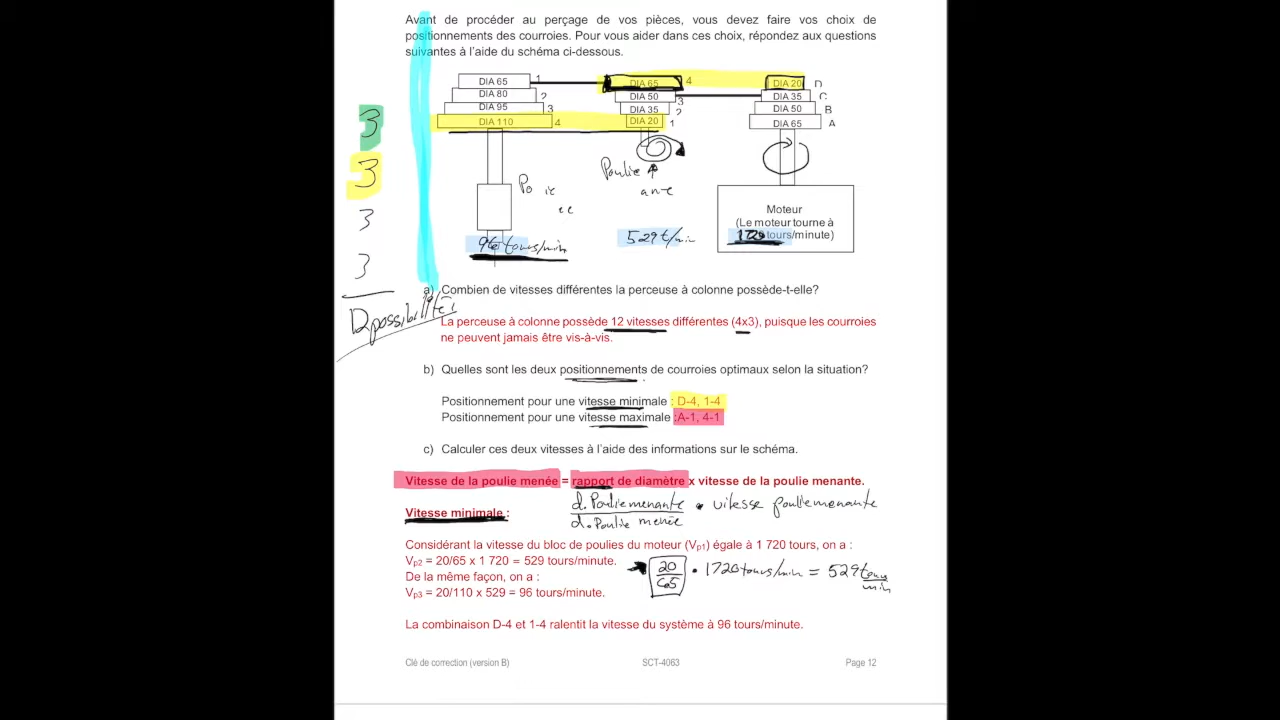 Avant de procéder au perçage de vos pièces, vous devez faire vos choix de
positionnements des courroies. Pour vous aider dans ces choix, répondez aux questions
suivantes à l'aide du schéma ci-dessous.
DIA 65 1 DIA 65 4 DIA 20 D
DIA 80 2 DIA 50 3 DIA 35 C
DIA 95 3 DIA 35 2 DIA 50 B
DIA 110 4 DIA 20 1 DIA 65 A
3
3
3
3
12 possibilités
Poulie
Moteur
(Le moteur tourne à
1720 tours/minute)
96 tours/min
529 t/min
a) Combien de vitesses différentes la perceuse à colonne possède-t-elle?
La perceuse à colonne possède 12 vitesses différentes (4x3), puisque les courroies
ne peuvent jamais être vis-à-vis.
b) Quelles sont les deux positionnements de courroies optimaux selon la situation?
Positionnement pour une vitesse minimale : D-4, 1-4
Positionnement pour une vitesse maximale :A-1, 4-1
c) Calculer ces deux vitesses à l'aide des informations sur le schéma.
Vitesse de la poulie menée = rapport de diamètre x vitesse de la poulie menante.
d. Poulie menante • vitesse poulie menante
d. Poulie menée
Vitesse minimale :
Considérant la vitesse du bloc de poulies du moteur (Vp1) égale à 1 720 tours, on a :
Vp2 = 20/65 x 1 720 = 529 tours/minute.
20/65 • 1720 tours/min = 529 tours/min
De la même façon, on a :
Vp3 = 20/110 x 529 = 96 tours/minute.
La combinaison D-4 et 1-4 ralentit la vitesse du système à 96 tours/minute.
Clé de correction (version B) SCT-4063 Page 12